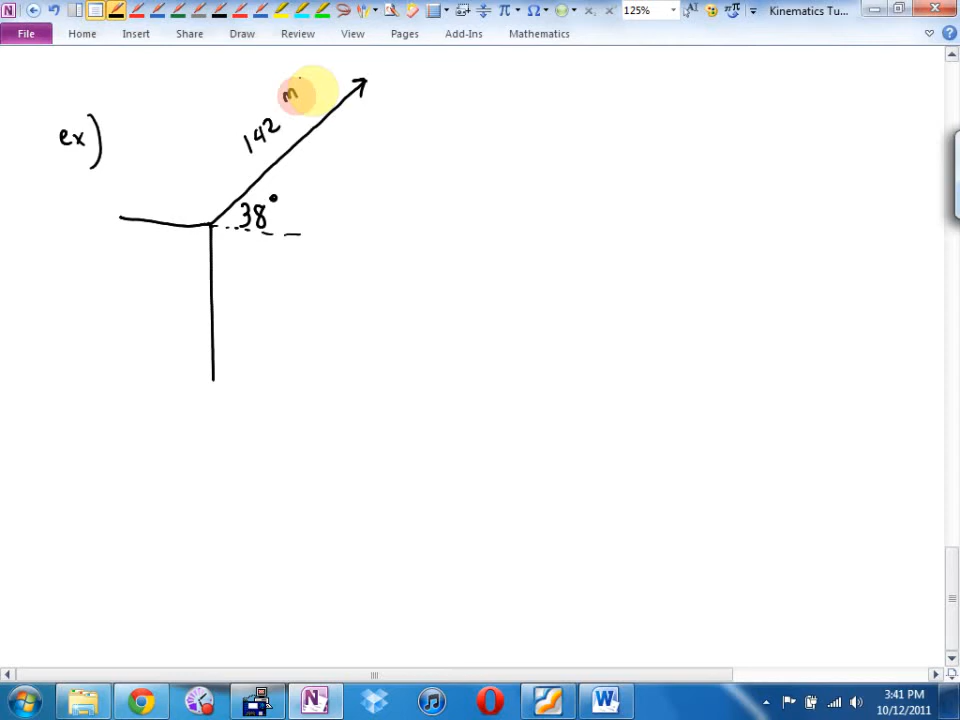 125%
Kinematics Tu...
File Home Insert Share Draw Review View Pages Add-Ins Mathematics
142 m
ex)
38°
3:41 PM
10/12/2011